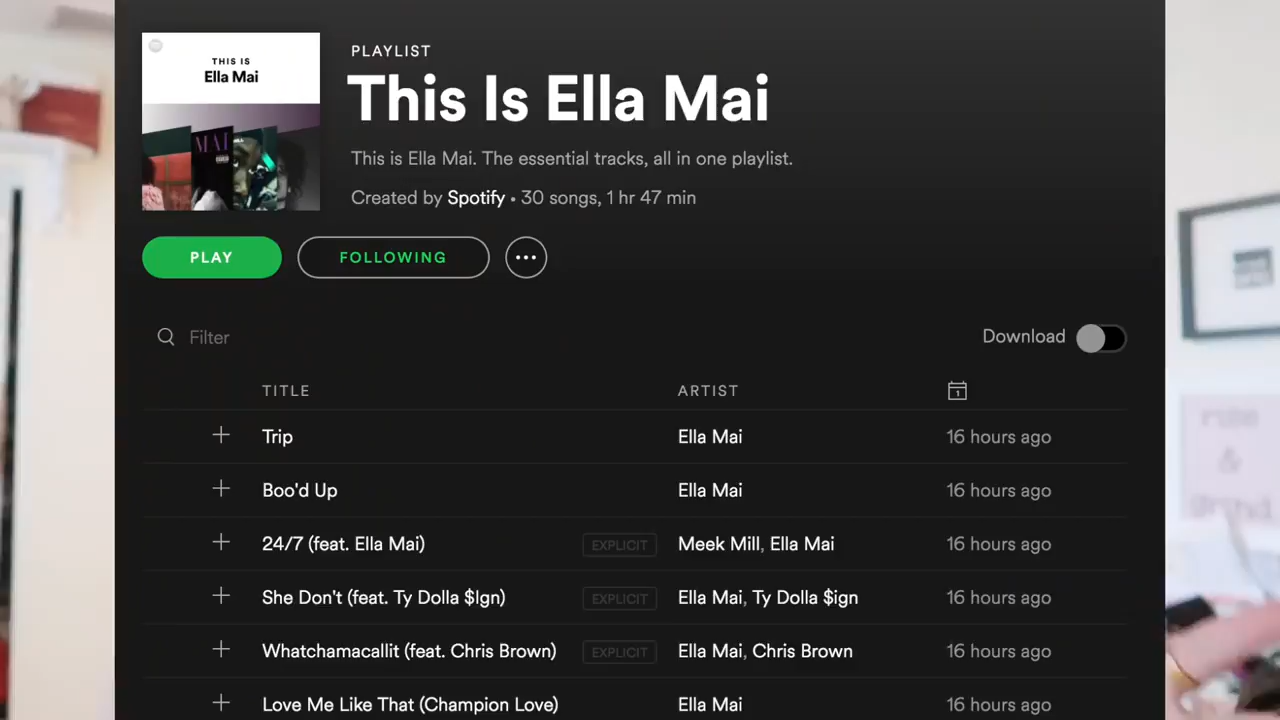 THIS IS
Ella Mai
MAI
PLAYLIST
This Is Ella Mai
This is Ella Mai. The essential tracks, all in one playlist.
Created by Spotify • 30 songs, 1 hr 47 min
PLAY
FOLLOWING
Filter
Download
TITLE
ARTIST
1
Trip
Ella Mai
16 hours ago
Boo'd Up
Ella Mai
16 hours ago
24/7 (feat. Ella Mai)
EXPLICIT
Meek Mill, Ella Mai
16 hours ago
She Don't (feat. Ty Dolla $Ign)
EXPLICIT
Ella Mai, Ty Dolla $ign
16 hours ago
Whatchamacallit (feat. Chris Brown)
EXPLICIT
Ella Mai, Chris Brown
16 hours ago
Love Me Like That (Champion Love)
Ella Mai
16 hours ago
rise
&
grind